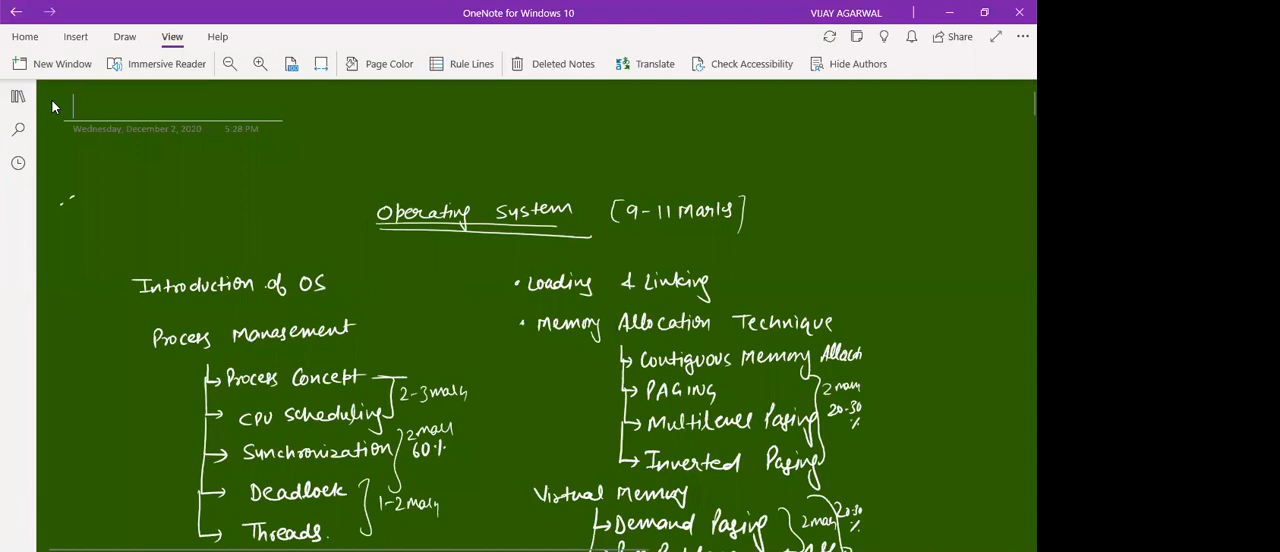 OneNote for Windows 10
VIJAY AGARWAL
Home Insert Draw View Help
Share
New Window Immersive Reader Page Color Rule Lines Deleted Notes Translate Check Accessibility Hide Authors
Wednesday, December 2, 2020 5:28 PM
Operating System [9-11 Marks]
Introduction of OS
Process Management
Process Concept
CPU Scheduling
2-3 mark
Synchronization
2 mark
60%
Deadlock
Threads.
1-2 mark
• Loading & Linking
• Memory Allocation Technique
Contiguous Memory
PAGING
Multilevel Paging
Inverted Paging
2 mark
20-30
%
Virtual Memory
Demand Paging
2 mark
20-30
%